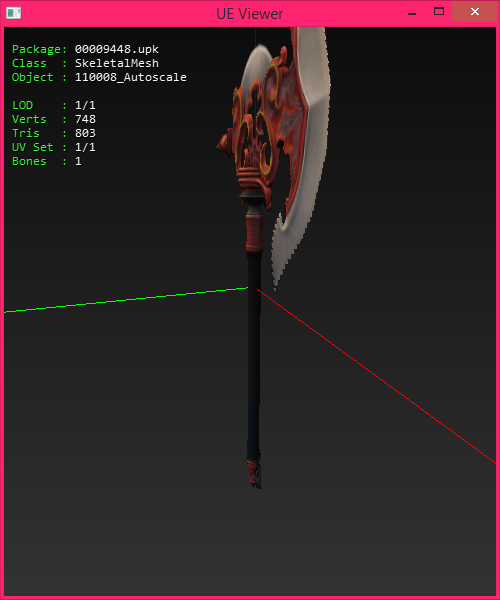 UE Viewer
Package: 00009448.upk
Class : SkeletalMesh
Object : 110008_Autoscale
LOD : 1/1
Verts : 748
Tris : 803
UV Set : 1/1
Bones : 1